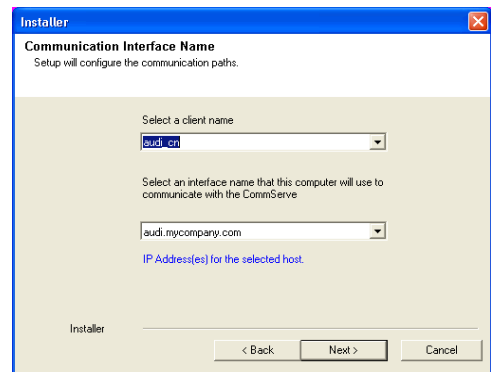 Installer
Communication Interface Name
Setup will configure the communication paths.
Select a client name
audi_cn
Select an interface name that this computer will use to
communicate with the CommServe
audi.mycompany.com
IP Address(es) for the selected host.
Installer
< Back
Next >
Cancel